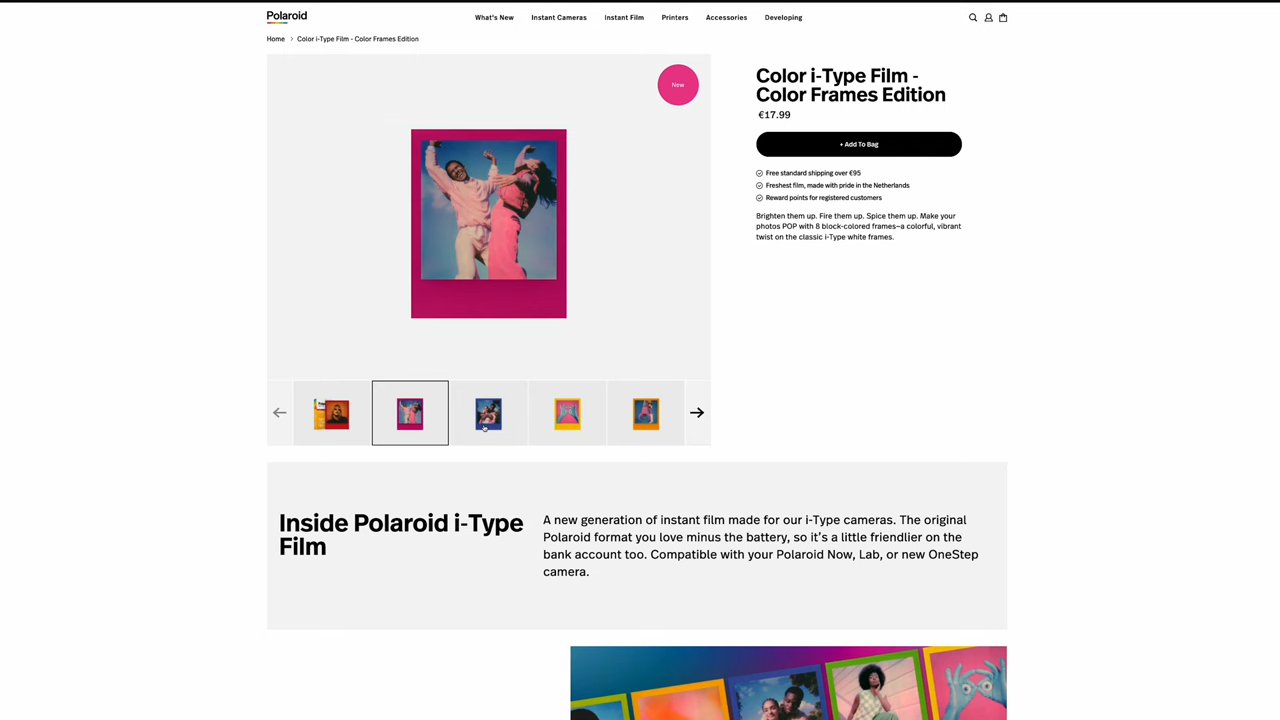 Polaroid
What's New
Instant Cameras
Instant Film
Printers
Accessories
Developing
Home > Color i-Type Film - Color Frames Edition
New
Color i-Type Film -
Color Frames Edition
€17.99
+ Add To Bag
Free standard shipping over €95
Freshest film, made with pride in the Netherlands
Reward points for registered customers
Brighten them up. Fire them up. Spice them up. Make your
photos POP with 8 block-colored frames—a colorful, vibrant
twist on the classic i-Type white frames.
Inside Polaroid i-Type
Film
A new generation of instant film made for our i-Type cameras. The original
Polaroid format you love minus the battery, so it's a little friendlier on the
bank account too. Compatible with your Polaroid Now, Lab, or new OneStep
camera.